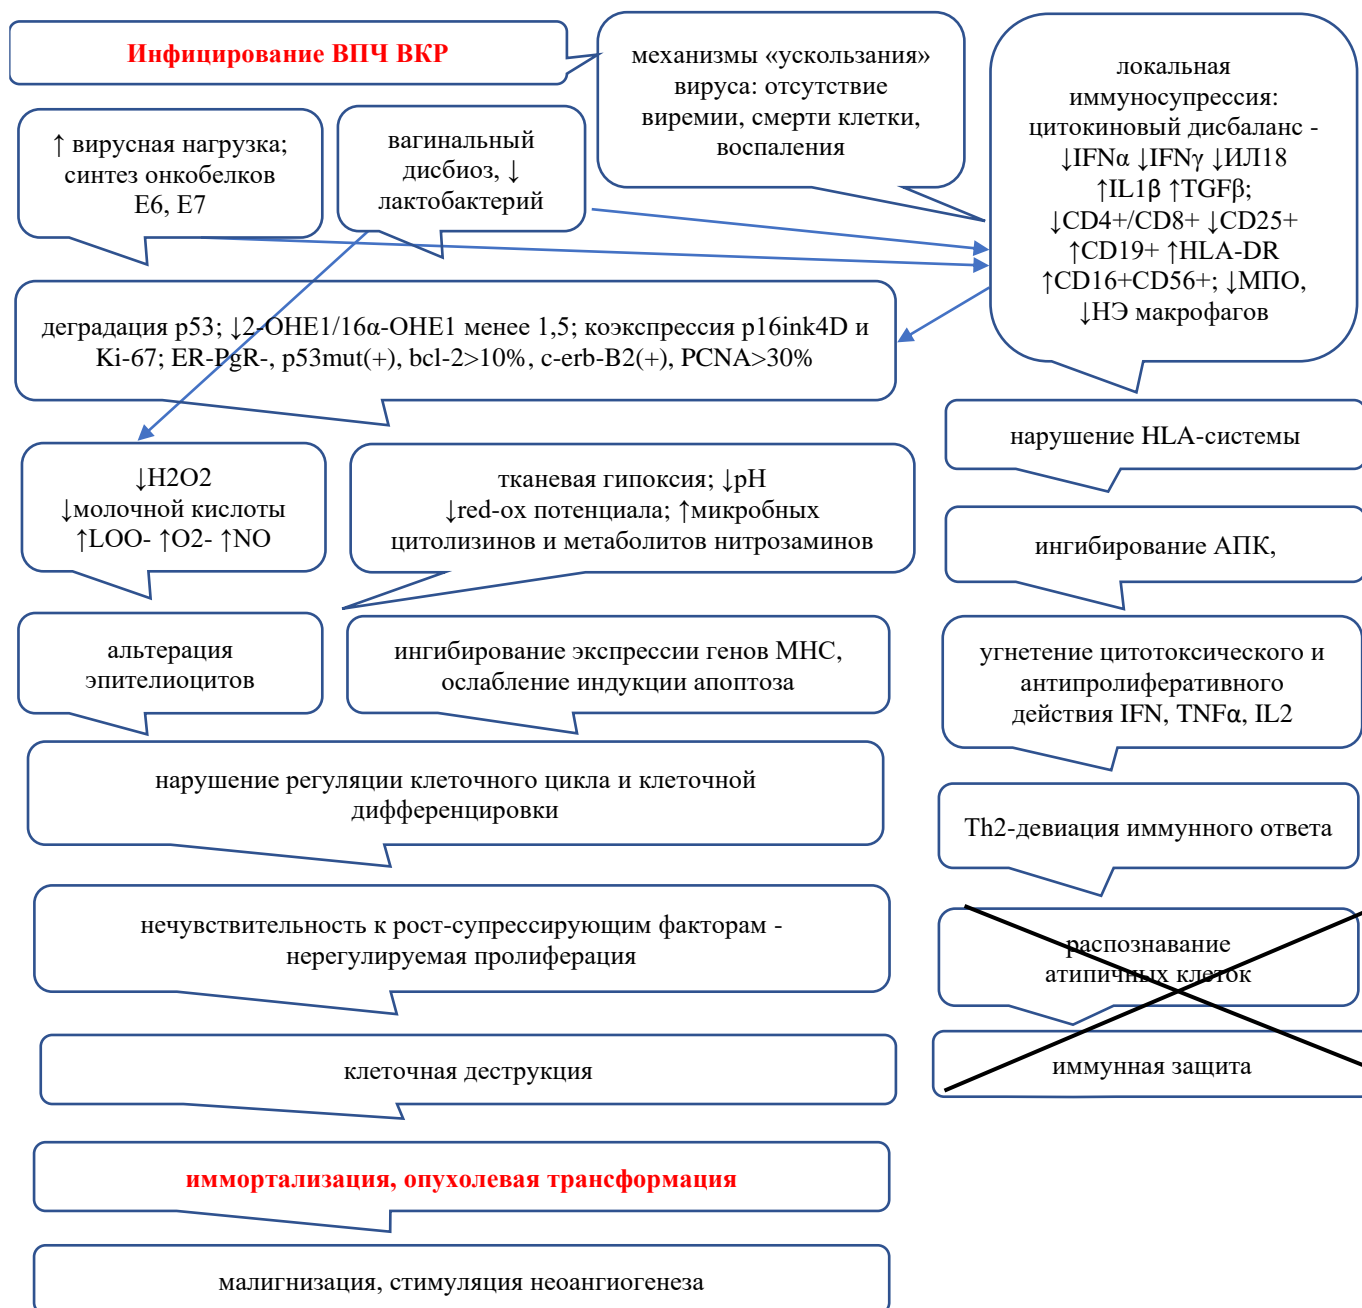 Инфицирование ВПЧ ВКР
механизмы «ускользания»
вируса: отсутствие
виремии, смерти клетки,
воспаления
локальная
иммуносупрессия:
цитокиновый дисбаланс -
↓IFNα ↓IFNγ ↓ИЛ18
↑IL1β ↑TGFβ;
↓CD4+/CD8+ ↓CD25+
↑CD19+ ↑HLA-DR
↑CD16+CD56+; ↓МПО,
↓НЭ макрофагов
↑ вирусная нагрузка;
синтез онкобелков
E6, E7
вагинальный
дисбиоз, ↓
лактобактерий
деградация p53; ↓2-OHE1/16α-OHE1 менее 1,5; коэкспрессия p16ink4D и
Ki-67; ER-PgR-, p53mut(+), bcl-2>10%, c-erb-B2(+), PCNA>30%
нарушение HLA-системы
↓H2O2
↓молочной кислоты
↑LOO- ↑O2- ↑NO
тканевая гипоксия; ↓pH
↓red-ox потенциала; ↑микробных
цитолизинов и метаболитов нитрозаминов
ингибирование АПК,
альтерация
эпителиоцитов
ингибирование экспрессии генов МНС,
ослабление индукции апоптоза
угнетение цитотоксического и
антипролиферативного
действия IFN, TNFα, IL2
нарушение регуляции клеточного цикла и клеточной
дифференцировки
Th2-девиация иммунного ответа
нечувствительность к рост-супрессирующим факторам -
нерегулируемая пролиферация
распознавание
атипичных клеток
клеточная деструкция
иммунная защита
иммортализация, опухолевая трансформация
малигнизация, стимуляция неоангиогенеза